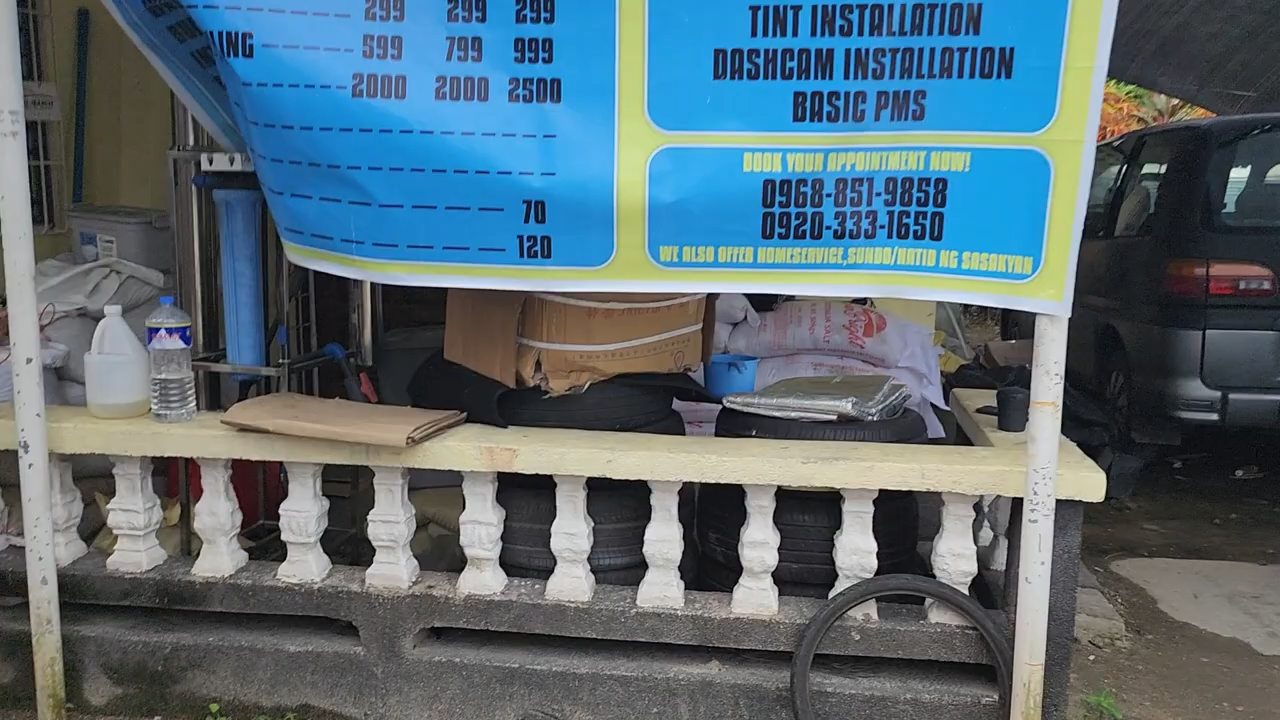 299 299 299
LING 599 799 999
2000 2000 2500
70
120
TINT INSTALLATION
DASHCAM INSTALLATION
BASIC PMS
BOOK YOUR APPOINTMENT NOW!
0968-851-9858
0920-333-1650
WE ALSO OFFER HOMESERVICE,SUNDO/HATID NG SASAKYAN